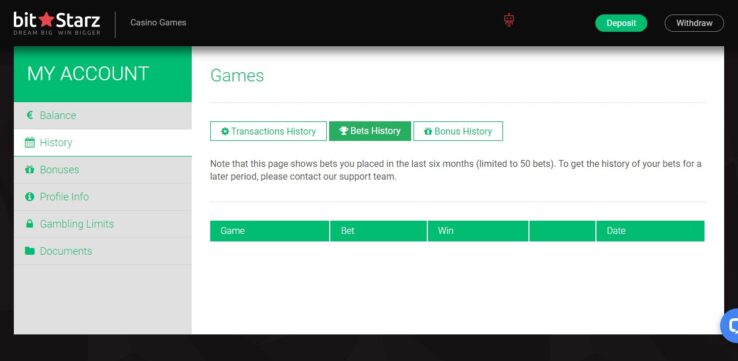 bitStarz
DREAM BIG WIN BIGGER
Casino Games
Deposit
Withdraw
MY ACCOUNT
Balance
History
Bonuses
Profile Info
Gambling Limits
Documents
Games
Transactions History
Bets History
Bonus History
Note that this page shows bets you placed in the last six months (limited to 50 bets). To get the history of your bets for a
later period, please contact our support team.
Game
Bet
Win
Date